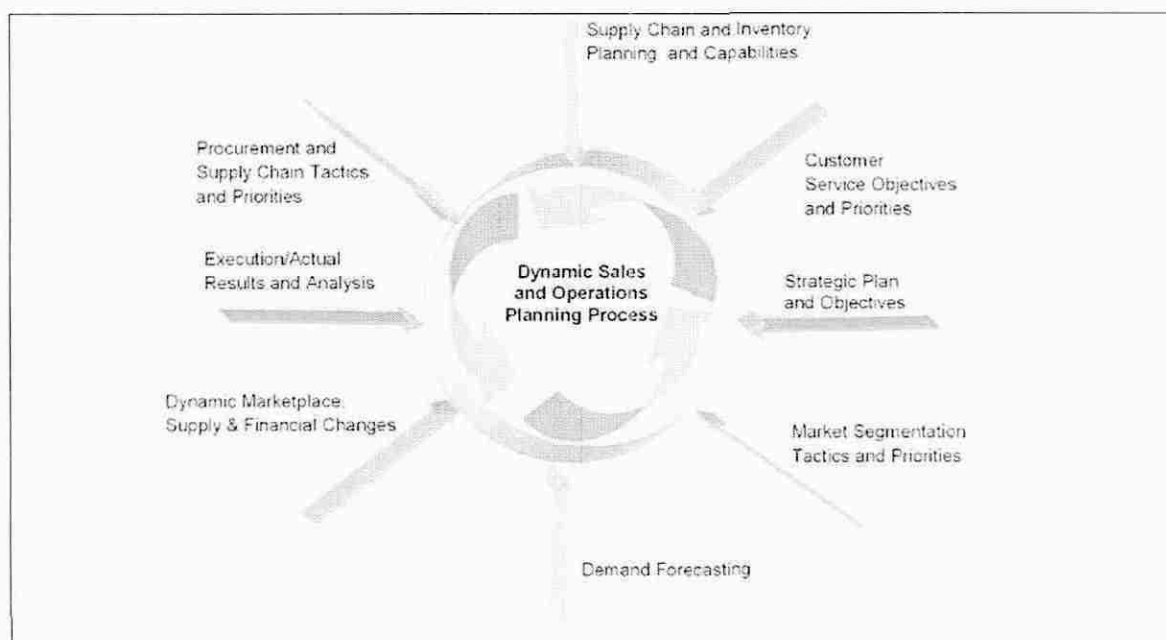 Supply Chain and Inventory
Planning and Capabilities
Procurement and
Supply Chain Tactics
and Priorities
Customer
Service Objectives
and Priorities
Execution/Actual
Results and Analysis
Dynamic Sales
and Operations
Planning Process
Strategic Plan
and Objectives
Dynamic Marketplace,
Supply & Financial Changes
Market Segmentation
Tactics and Priorities
Demand Forecasting